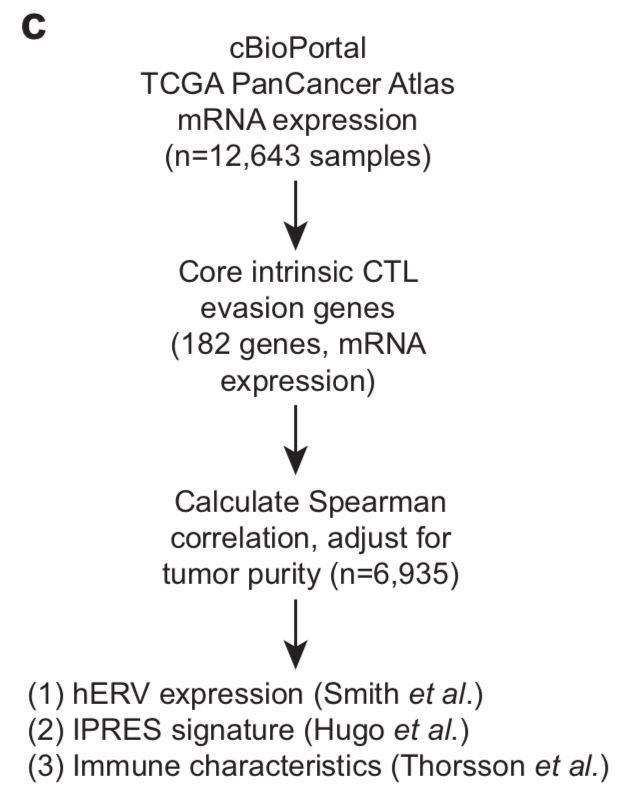 c
cBioPortal
TCGA PanCancer Atlas
mRNA expression
(n=12,643 samples)
Core intrinsic CTL
evasion genes
(182 genes, mRNA
expression)
Calculate Spearman
correlation, adjust for
tumor purity (n=6,935)
(1) hERV expression (Smith et al.)
(2) IPRES signature (Hugo et al.)
(3) Immune characteristics (Thorsson et al.)